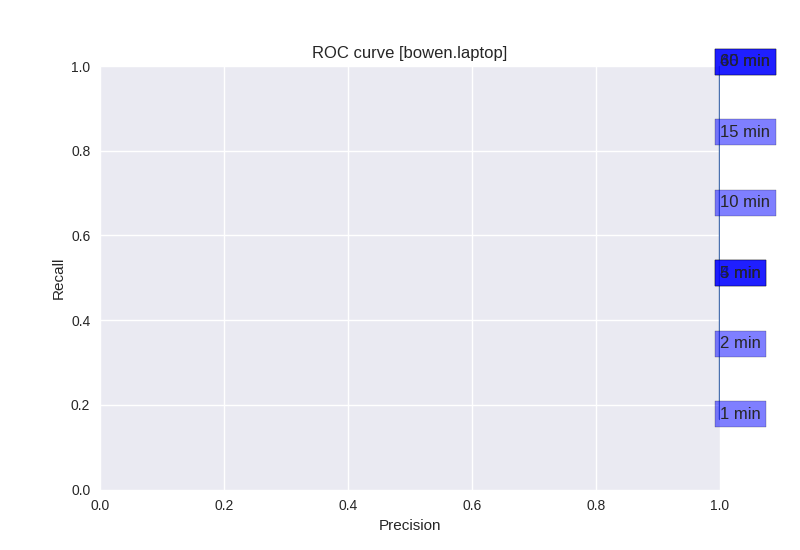 ROC curve [bowen.laptop]
1.0
0.8
0.6
0.4
0.2
0.0
Recall
0.0 0.2 0.4 0.6 0.8 1.0
Precision
min
15 min
10 min
min
2 min
1 min